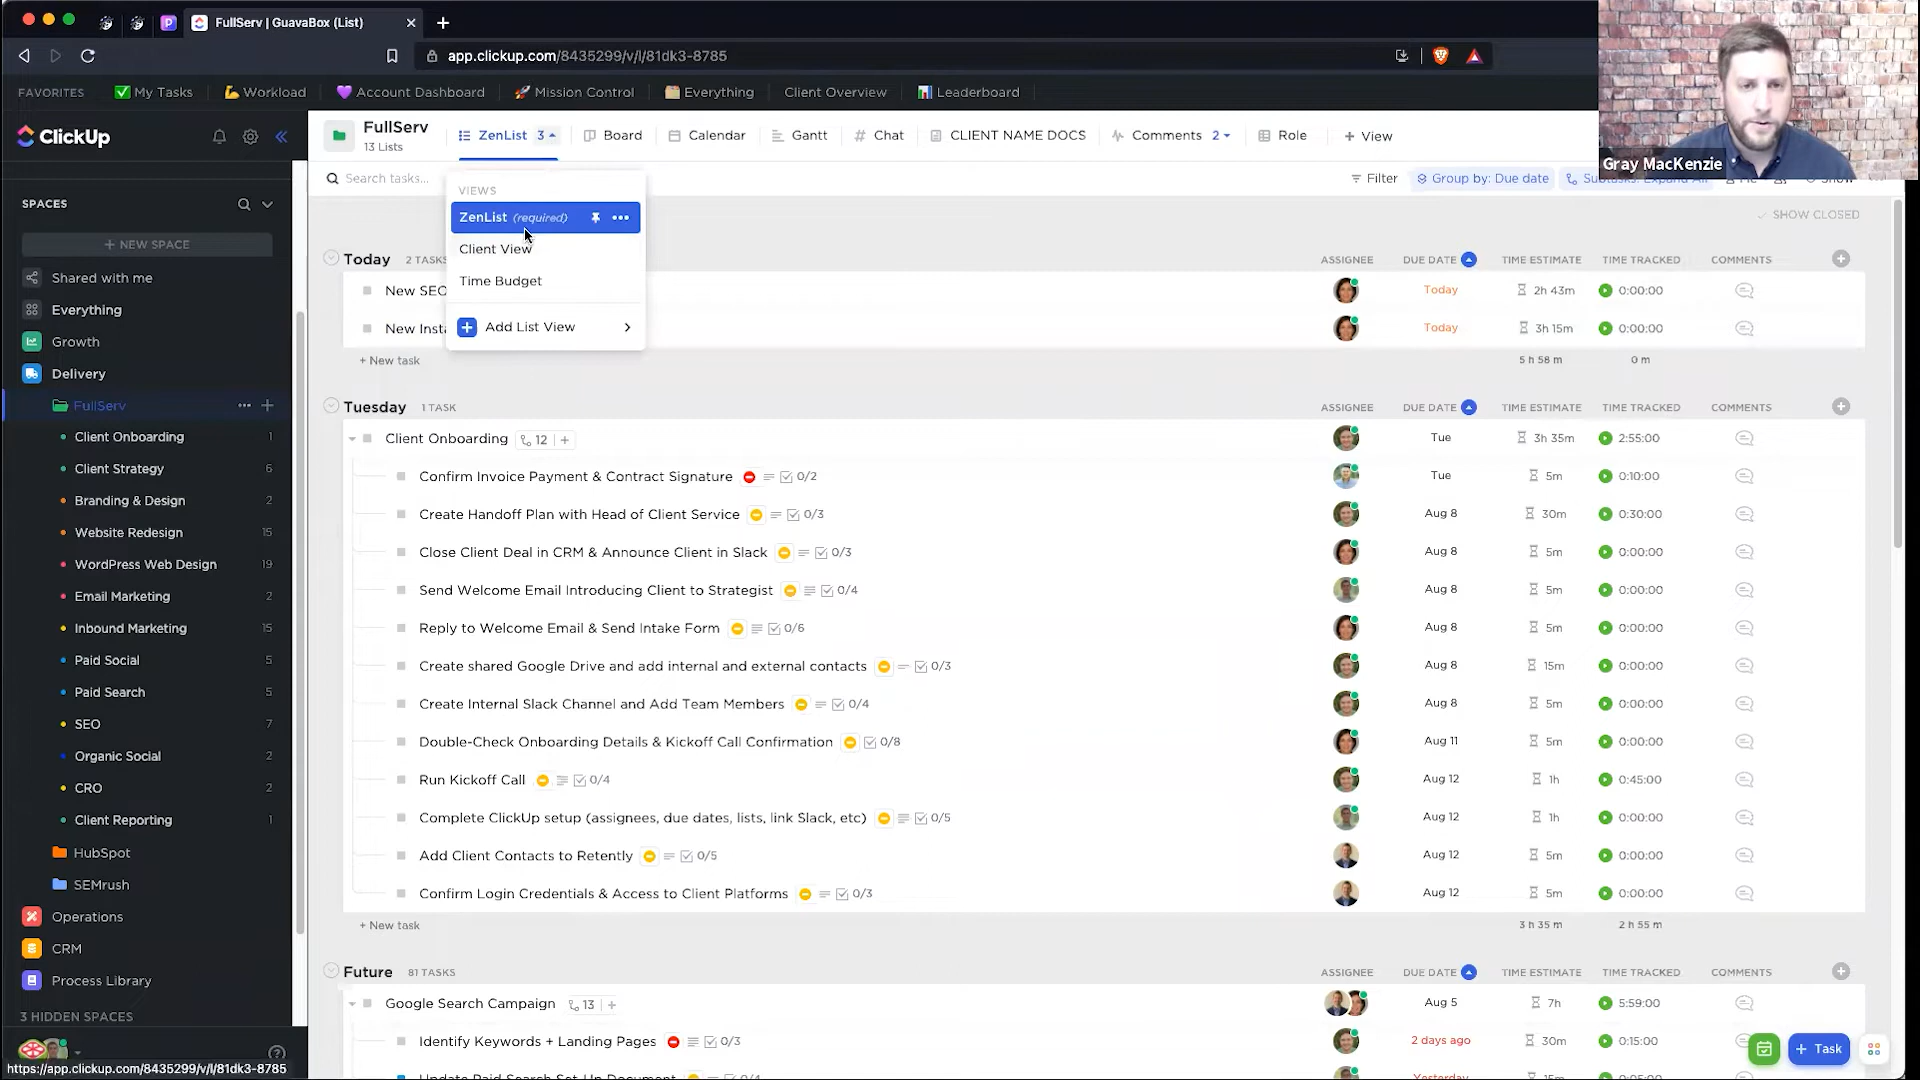 FullServ | GuavaBox (List)
app.clickup.com/8435299/v/l/81dk3-8785
FAVORITES
My Tasks
Workload
Account Dashboard
Mission Control
Everything
Client Overview
Leaderboard
Gray MacKenzie
ClickUp
FullServ
13 Lists
ZenList 3
Board
Calendar
Gantt
Chat
CLIENT NAME DOCS
Comments 2
Role
+ View
Search tasks...
Filter
Group by: Due date
Subtasks: Expand All
Me
Show
SHOW CLOSED
VIEWS
ZenList (required)
Client View
Time Budget
Add List View
SPACES
+ NEW SPACE
Shared with me
Everything
Growth
Delivery
FullServ
Client Onboarding 1
Client Strategy 6
Branding & Design 2
Website Redesign 15
WordPress Web Design 19
Email Marketing 2
Inbound Marketing 15
Paid Social 5
Paid Search 5
SEO 7
Organic Social 2
CRO 2
Client Reporting 1
HubSpot
SEMrush
Operations
CRM
Process Library
3 HIDDEN SPACES
https://app.clickup.com/8435299/v/l/81dk3-8785
Today 2 TASKS ASSIGNEE DUE DATE TIME ESTIMATE TIME TRACKED COMMENTS
New SEO Today 2h 43m 0:00:00
New Insta Today 3h 15m 0:00:00
+ New task 5 h 58 m 0 m
Tuesday 1 TASK ASSIGNEE DUE DATE TIME ESTIMATE TIME TRACKED COMMENTS
Client Onboarding 12 + Tue 3h 35m 2:55:00
Confirm Invoice Payment & Contract Signature 0/2 Tue 5m 0:10:00
Create Handoff Plan with Head of Client Service 0/3 Aug 8 30m 0:30:00
Close Client Deal in CRM & Announce Client in Slack 0/3 Aug 8 5m 0:00:00
Send Welcome Email Introducing Client to Strategist 0/4 Aug 8 5m 0:00:00
Reply to Welcome Email & Send Intake Form 0/6 Aug 8 5m 0:00:00
Create shared Google Drive and add internal and external contacts 0/3 Aug 8 15m 0:00:00
Create Internal Slack Channel and Add Team Members 0/4 Aug 8 5m 0:00:00
Double-Check Onboarding Details & Kickoff Call Confirmation 0/8 Aug 11 5m 0:00:00
Run Kickoff Call 0/4 Aug 12 1h 0:45:00
Complete ClickUp setup (assignees, due dates, lists, link Slack, etc) 0/5 Aug 12 1h 0:00:00
Add Client Contacts to Retently 0/5 Aug 12 5m 0:00:00
Confirm Login Credentials & Access to Client Platforms 0/3 Aug 12 5m 0:00:00
+ New task 3 h 35 m 2 h 55 m
Future 81 TASKS ASSIGNEE DUE DATE TIME ESTIMATE TIME TRACKED COMMENTS
Google Search Campaign 13 + Aug 5 7h 5:59:00
Identify Keywords + Landing Pages 0/3 2 days ago 30m 0:15:00
Update Paid Search Set-Up Document 0/4 Yesterday 15m 0:05:00
+ Task